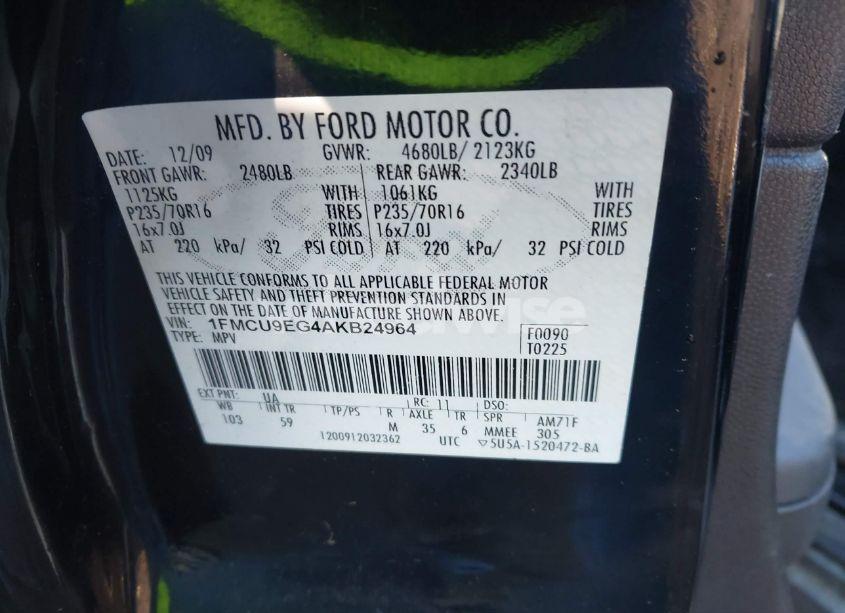 MFD. BY FORD MOTOR CO.
DATE: 12/09 GVWR: 4680LB/ 2123KG
FRONT GAWR: 2480LB REAR GAWR: 2340LB
1125KG WITH 1061KG WITH
P235/70R16 TIRES P235/70R16 TIRES
16x7.0J RIMS 16x7.0J RIMS
AT 220 kPa/ 32 PSI COLD AT 220 kPa/ 32 PSI COLD
THIS VEHICLE CONFORMS TO ALL APPLICABLE FEDERAL MOTOR
VEHICLE SAFETY AND THEFT PREVENTION STANDARDS IN
EFFECT ON THE DATE OF MANUFACTURE SHOWN ABOVE.
VIN: 1FMCU9EG4AKB24964 F0090
TYPE: MPV T0225
EXT PNT: UA RC: 11 DSO:
WB INT TR TP/PS R AXLE TR SPR AM71F
103 59 M 35 6 MMEE 305
1200912032362 UTC ▽5U5A-1520472-BA